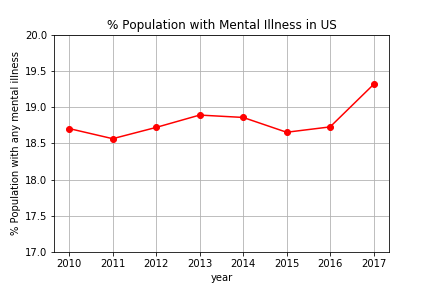 % Population with Mental Illness in US
% Population with any mental illness
20.0
19.5
19.0
18.5
18.0
17.5
17.0
2010 2011 2012 2013 2014 2015 2016 2017
year